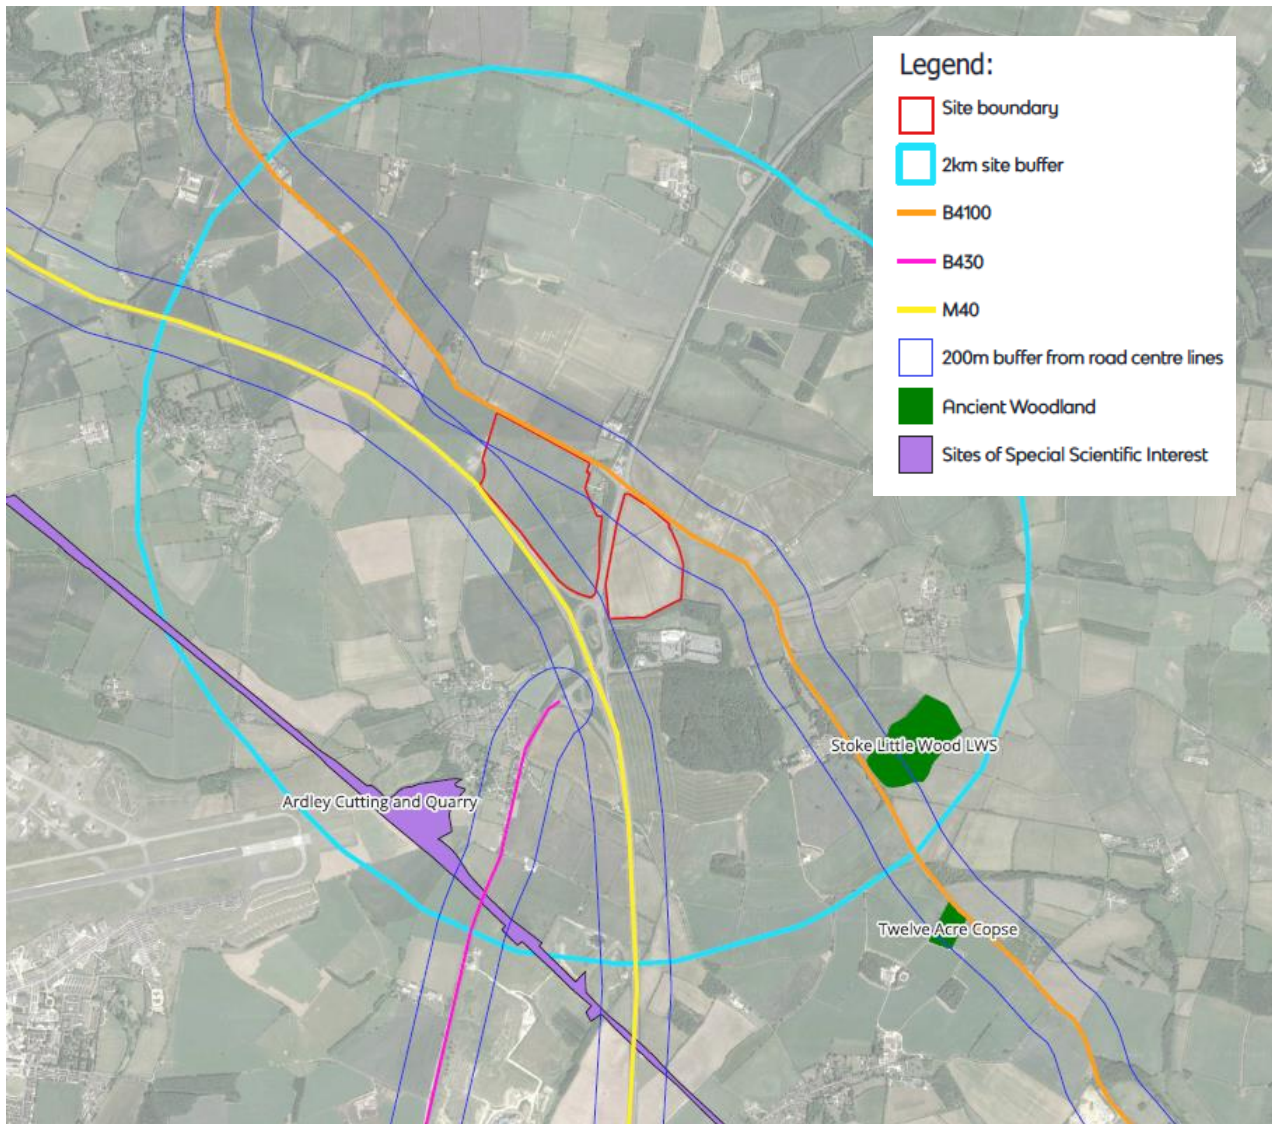 Legend:
Site boundary
2km site buffer
B4100
B430
M40
200m buffer from road centre lines
Ancient Woodland
Sites of Special Scientific Interest
Stoke Little Wood LWS
Ardley Cutting and Quarry
Twelve Acre Copse